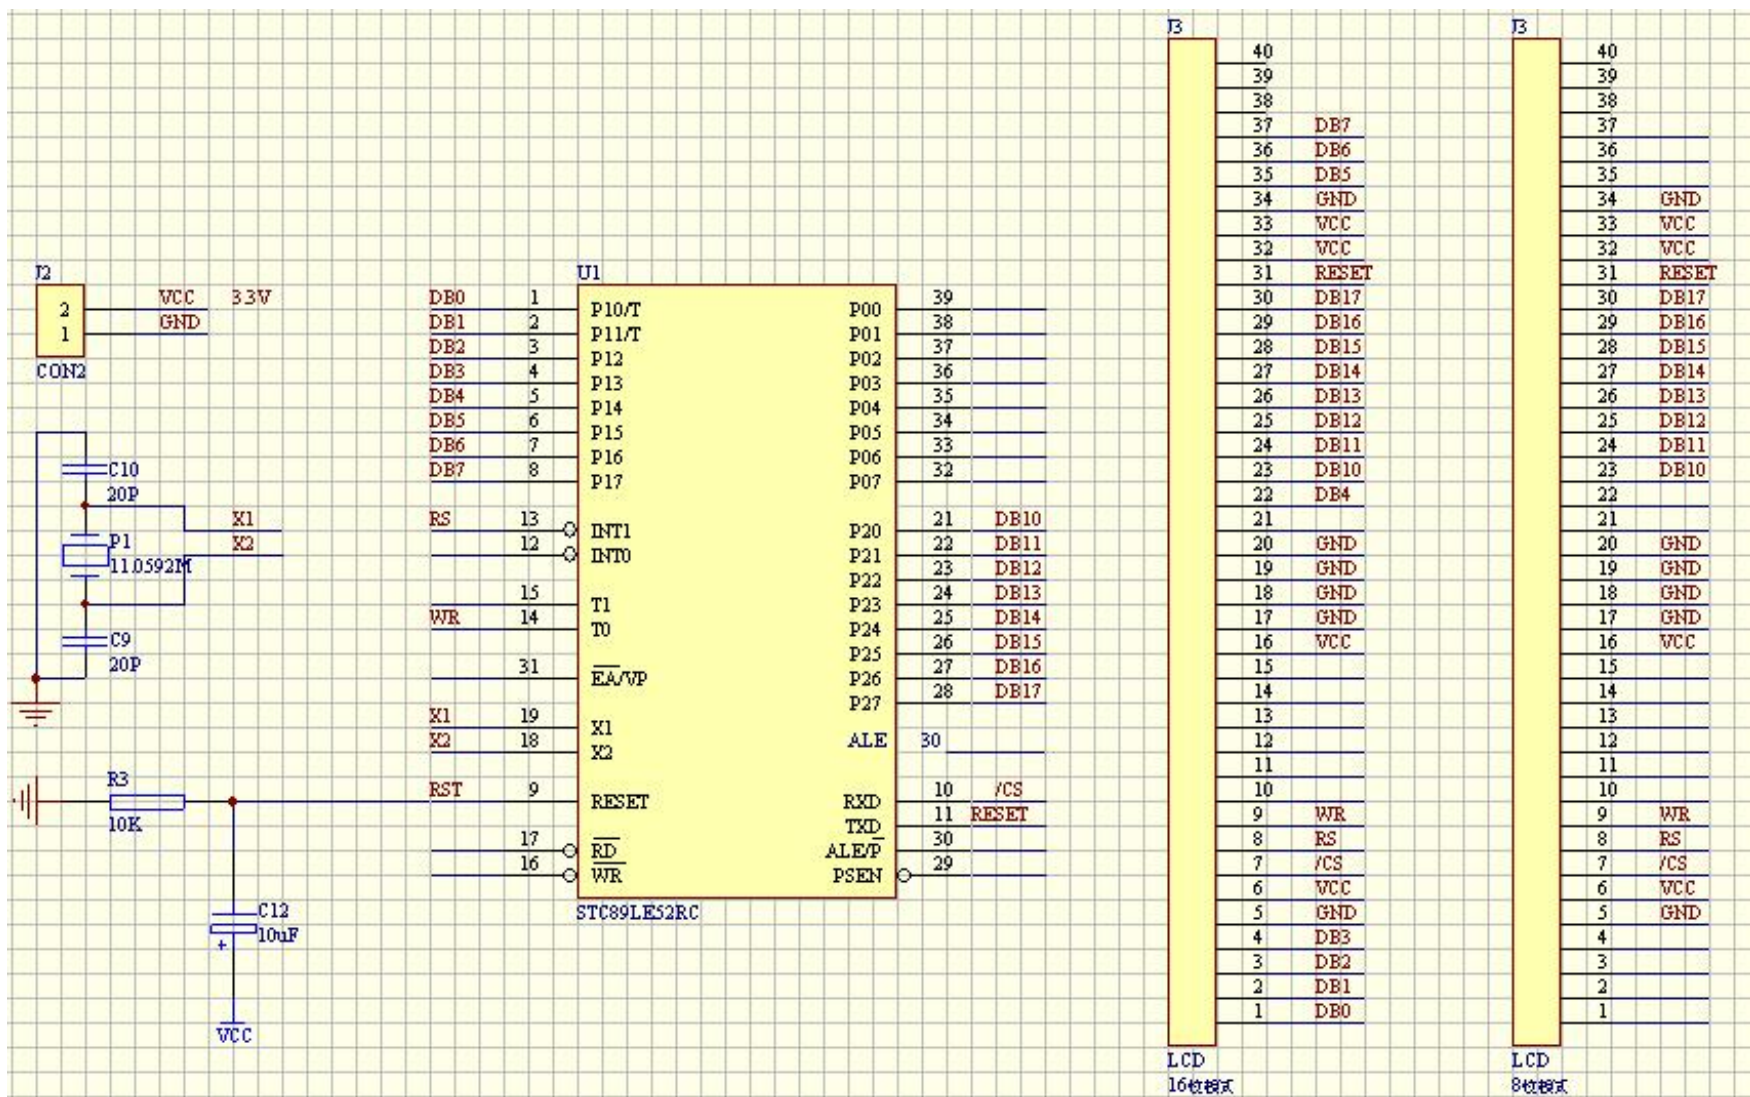 J2
2 VCC 3.3V
1 GND
CON2
C10
20P
X1
P1 X2
11.0592M
C9
20P
R3
10K
C12
10uF
+
VCC
U1
DB0 1 P10/T
DB1 2 P11/T
DB2 3 P12
DB3 4 P13
DB4 5 P14
DB5 6 P15
DB6 7 P16
DB7 8 P17
RS 13 INT1
12 INT0
15 T1
WR 14 T0
31 EA/VP
X1 19 X1
X2 18 X2
RST 9 RESET
17 RD
16 WR
P00 39
P01 38
P02 37
P03 36
P04 35
P05 34
P06 33
P07 32
P20 21 DB10
P21 22 DB11
P22 23 DB12
P23 24 DB13
P24 25 DB14
P25 26 DB15
P26 27 DB16
P27 28 DB17
ALE 30
RXD 10 /CS
TXD 11 RESET
ALE/P 30
PSEN 29
STC89LE52RC
J3
40
39
38
37 DB7
36 DB6
35 DB5
34 GND
33 VCC
32 VCC
31 RESET
30 DB17
29 DB16
28 DB15
27 DB14
26 DB13
25 DB12
24 DB11
23 DB10
22 DB4
21
20 GND
19 GND
18 GND
17 GND
16 VCC
15
14
13
12
11
10
9 WR
8 RS
7 /CS
6 VCC
5 GND
4 DB3
3 DB2
2 DB1
1 DB0
LCD
16位模式
J3
40
39
38
37
36
35
34 GND
33 VCC
32 VCC
31 RESET
30 DB17
29 DB16
28 DB15
27 DB14
26 DB13
25 DB12
24 DB11
23 DB10
22
21
20 GND
19 GND
18 GND
17 GND
16 VCC
15
14
13
12
11
10
9 WR
8 RS
7 /CS
6 VCC
5 GND
4
3
2
1
LCD
8位模式